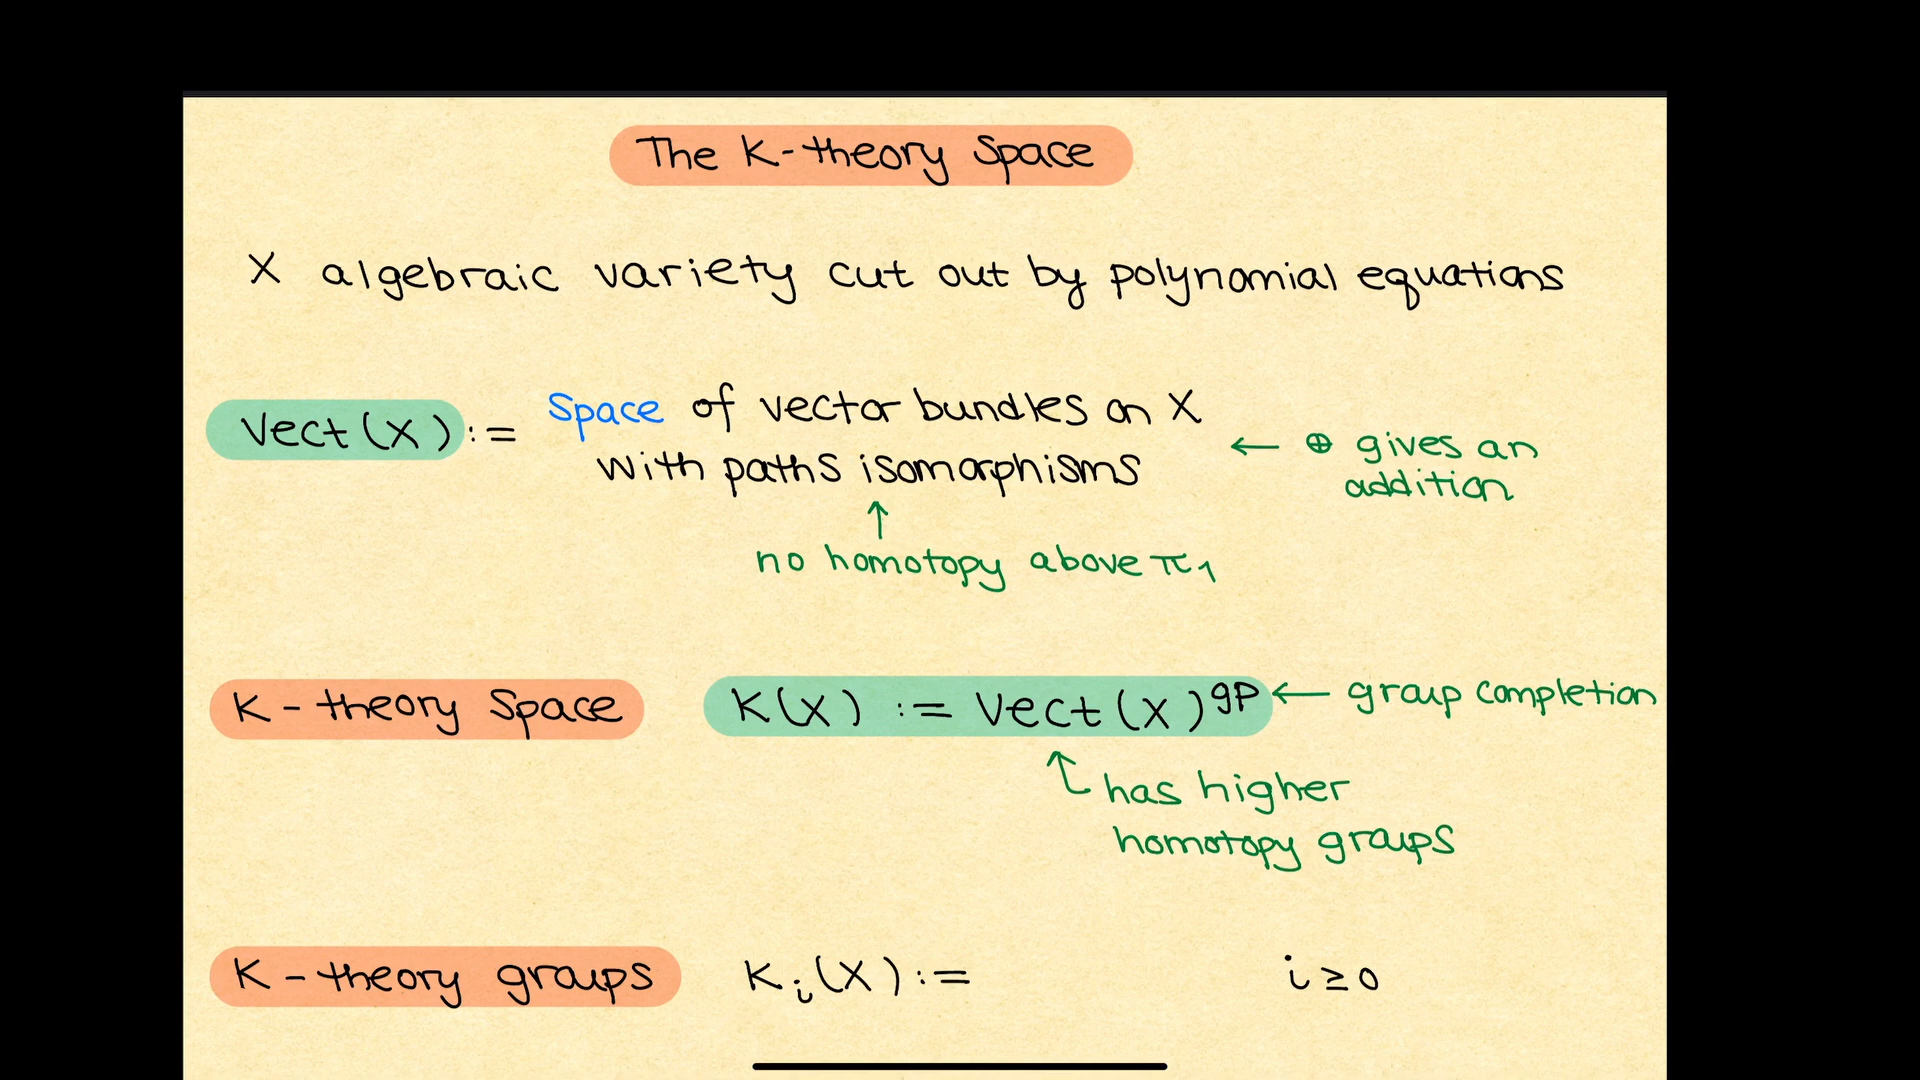 The K-theory Space
X algebraic variety cut out by polynomial equations
Vect(X) := Space of vector bundles on X
with paths isomorphisms
← ⊕ gives an
addition
↑
no homotopy above π₁
K-theory Space K(X) := Vect(X)^gp ← group completion
↑ has higher
homotopy groups
K-theory groups Kᵢ(X) := i ≥ 0